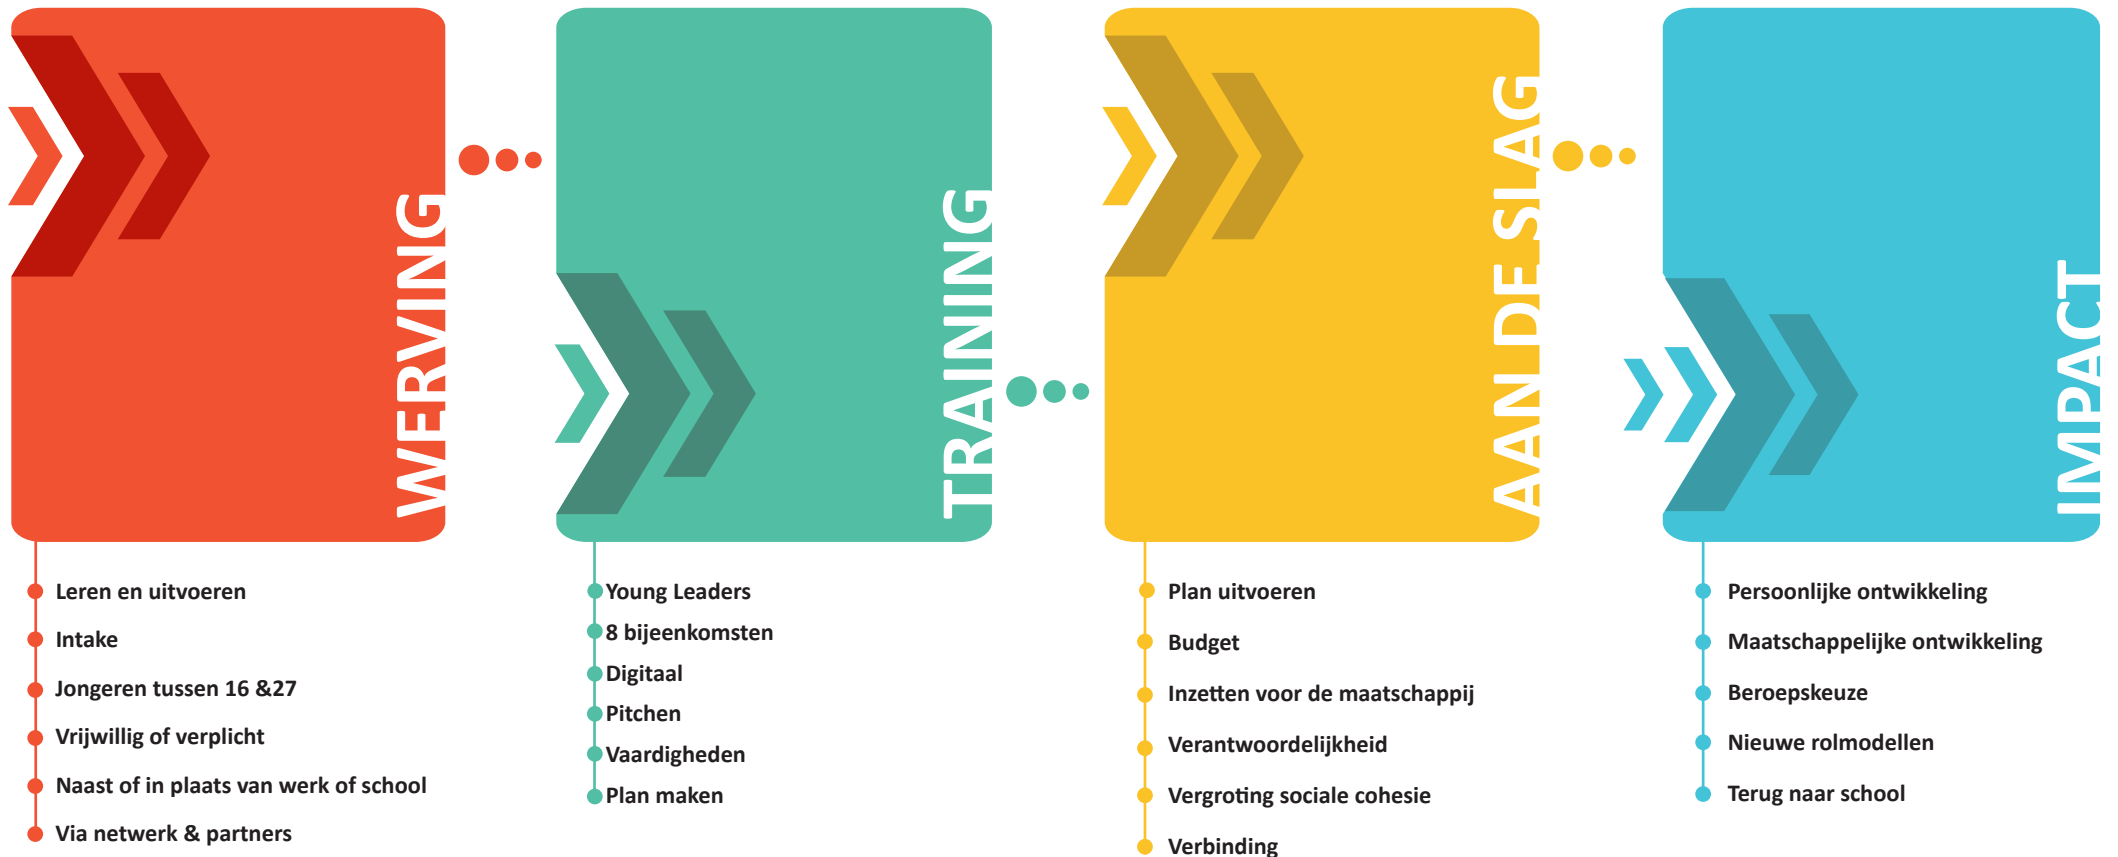 WERVING
Leren en uitvoeren
Intake
Jongeren tussen 16 &27
Vrijwillig of verplicht
Naast of in plaats van werk of school
Via netwerk & partners
TRAINING
Young Leaders
8 bijeenkomsten
Digitaal
Pitchen
Vaardigheden
Plan maken
AAN DE SLAG
Plan uitvoeren
Budget
Inzetten voor de maatschappij
Verantwoordelijkheid
Vergroting sociale cohesie
Verbinding
IMPACT
Persoonlijke ontwikkeling
Maatschappelijke ontwikkeling
Beroepskeuze
Nieuwe rolmodellen
Terug naar school